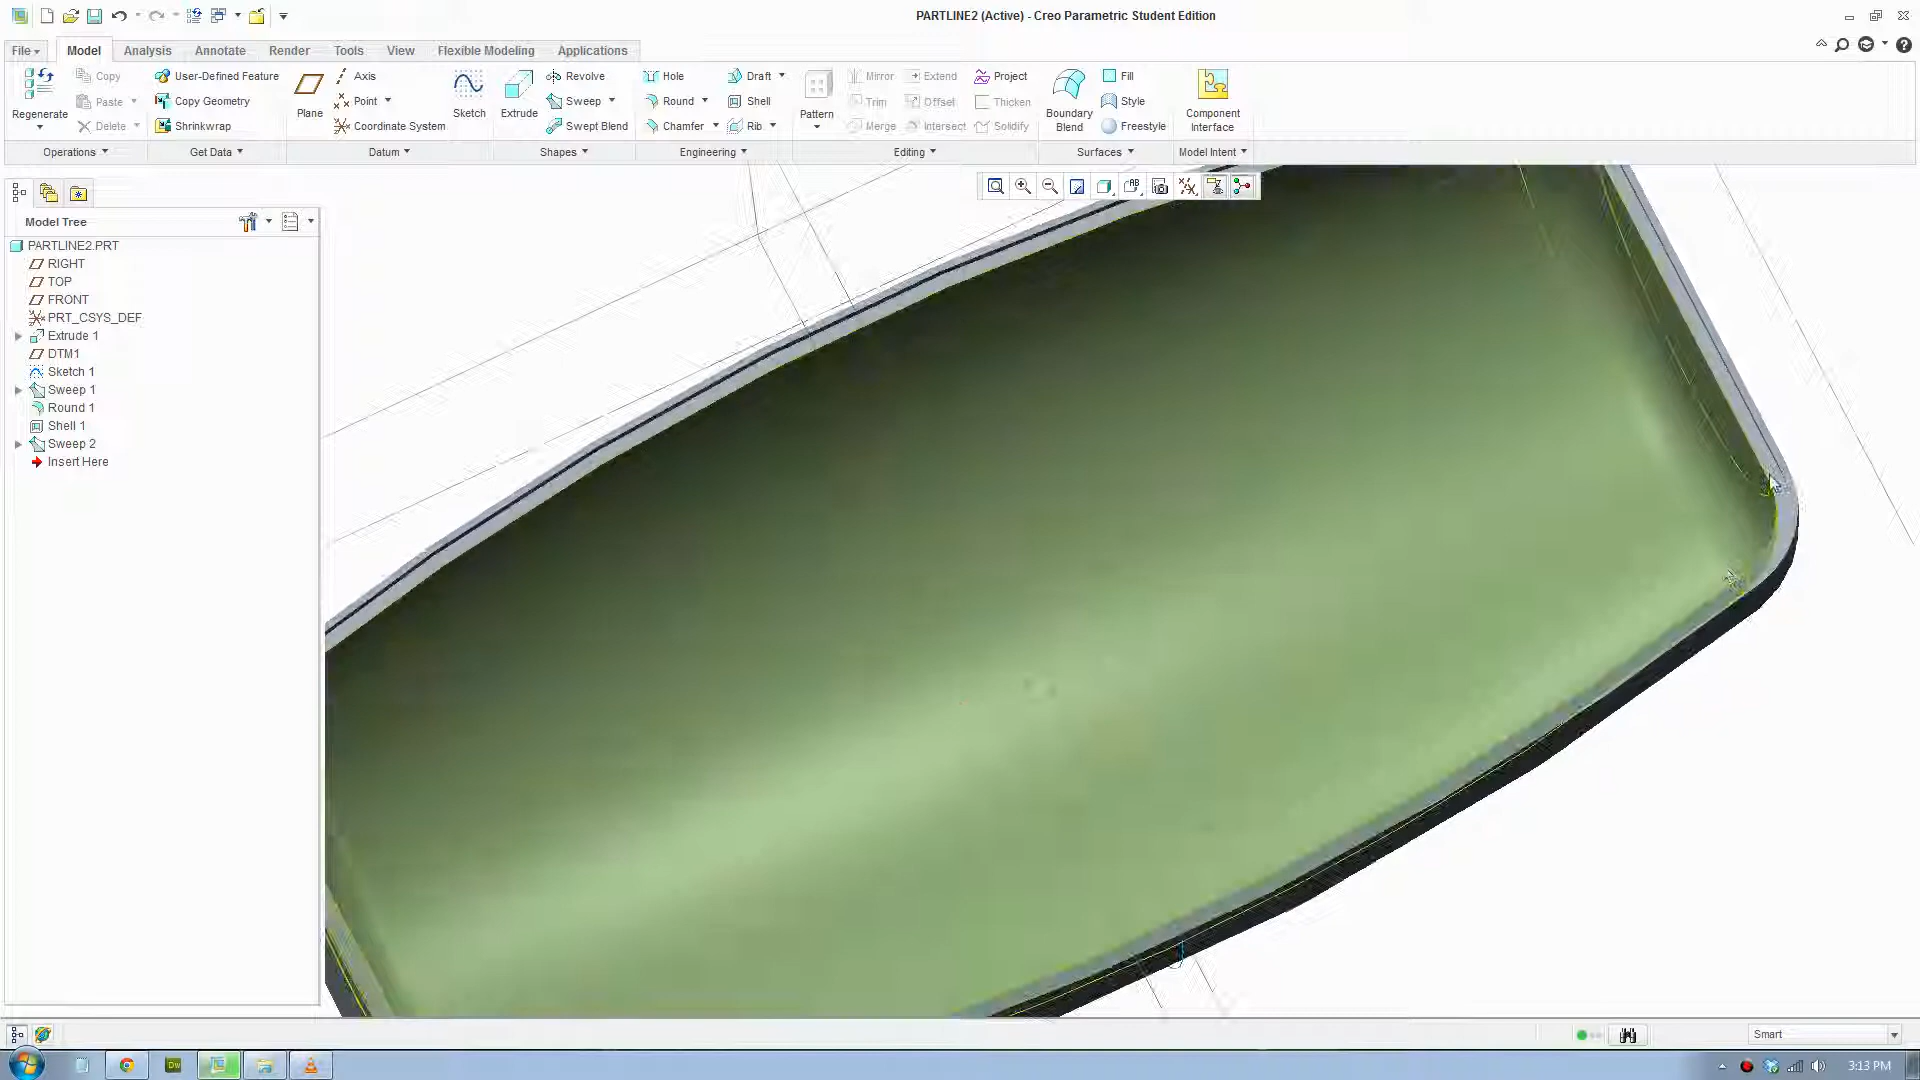 PARTLINE2 (Active) - Creo Parametric Student Edition
File Model Analysis Annotate Render Tools View Flexible Modeling Applications
Regenerate Copy Paste Delete
User-Defined Feature Copy Geometry Shrinkwrap
Plane Axis Point Coordinate System
Sketch
Extrude Revolve Sweep Swept Blend
Hole Round Chamfer Draft Shell Rib
Pattern Mirror Trim Merge Extend Offset Intersect Project Thicken Solidify
Boundary Blend Fill Style Freestyle
Component Interface
Operations Get Data Datum Shapes Engineering Editing Surfaces Model Intent
Model Tree
PARTLINE2.PRT
RIGHT
TOP
FRONT
PRT_CSYS_DEF
Extrude 1
DTM1
Sketch 1
Sweep 1
Round 1
Shell 1
Sweep 2
Insert Here
Smart
Dw
3:13 PM